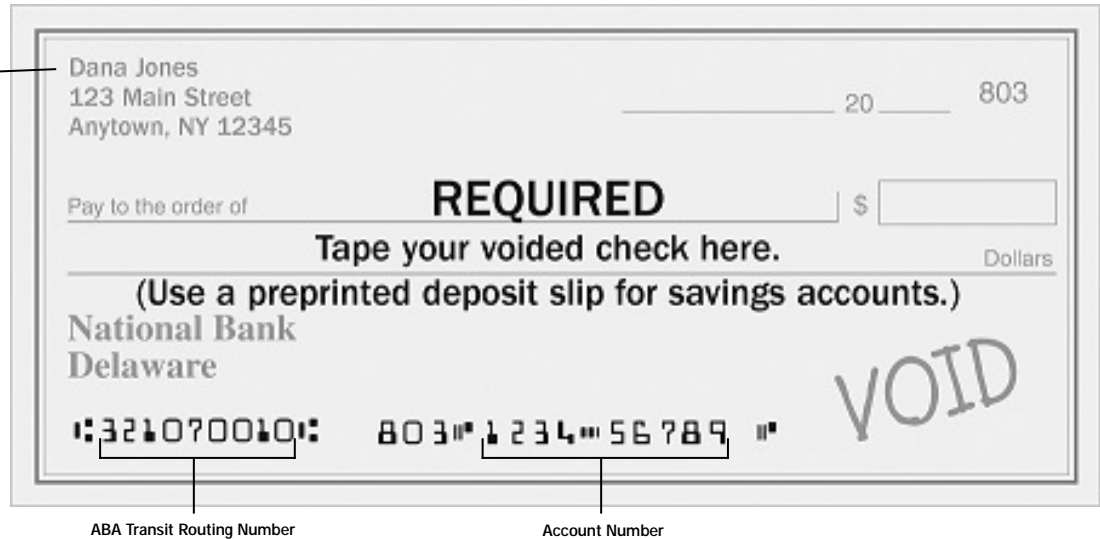 Dana Jones
123 Main Street
Anytown, NY 12345
20 803
Pay to the order of REQUIRED $
Tape your voided check here.
Dollars
(Use a preprinted deposit slip for savings accounts.)
National Bank
Delaware
VOID
⑆321070010⑆ 803⑈1234⑉56789 ⑈
ABA Transit Routing Number Account Number